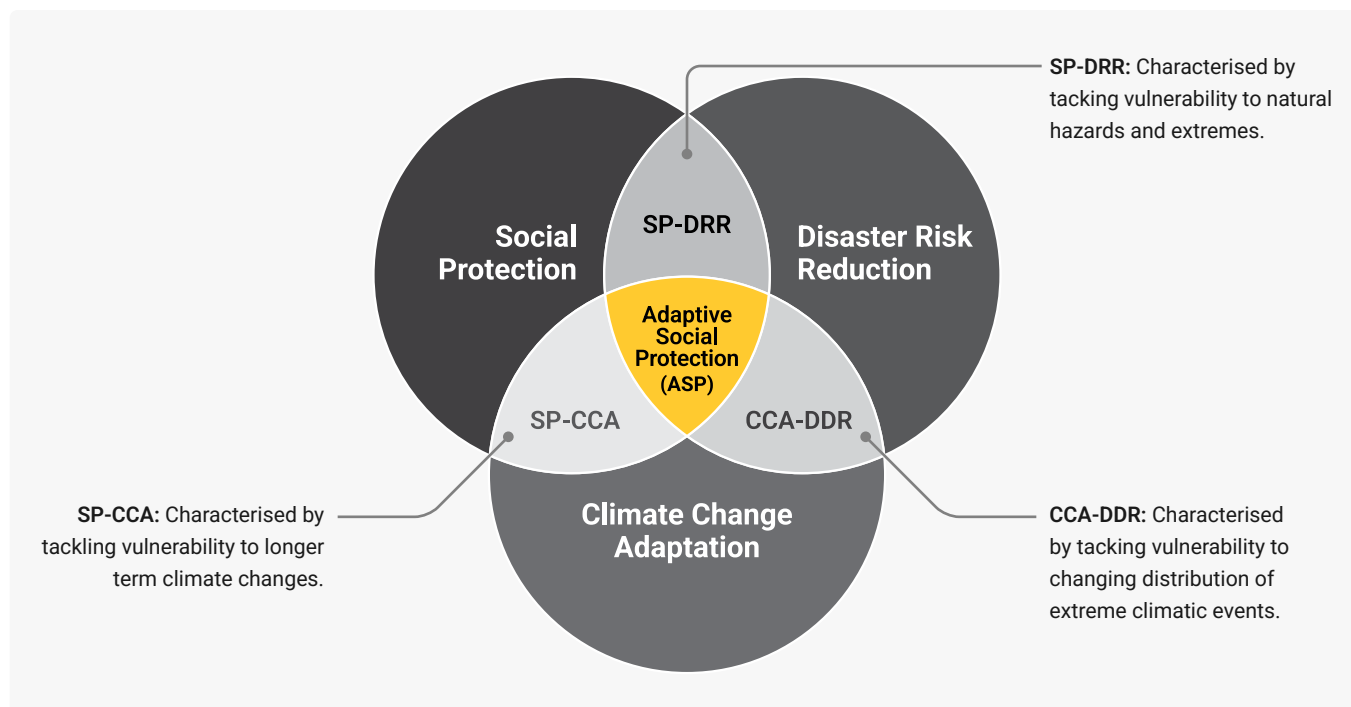 SP-DRR: Characterised by
tacking vulnerability to natural
hazards and extremes.
Social
Protection
SP-DRR
Disaster Risk
Reduction
Adaptive
Social
Protection
(ASP)
SP-CCA
CCA-DDR
Climate Change
Adaptation
SP-CCA: Characterised by
tackling vulnerability to longer
term climate changes.
CCA-DDR: Characterised
by tacking vulnerability to
changing distribution of
extreme climatic events.